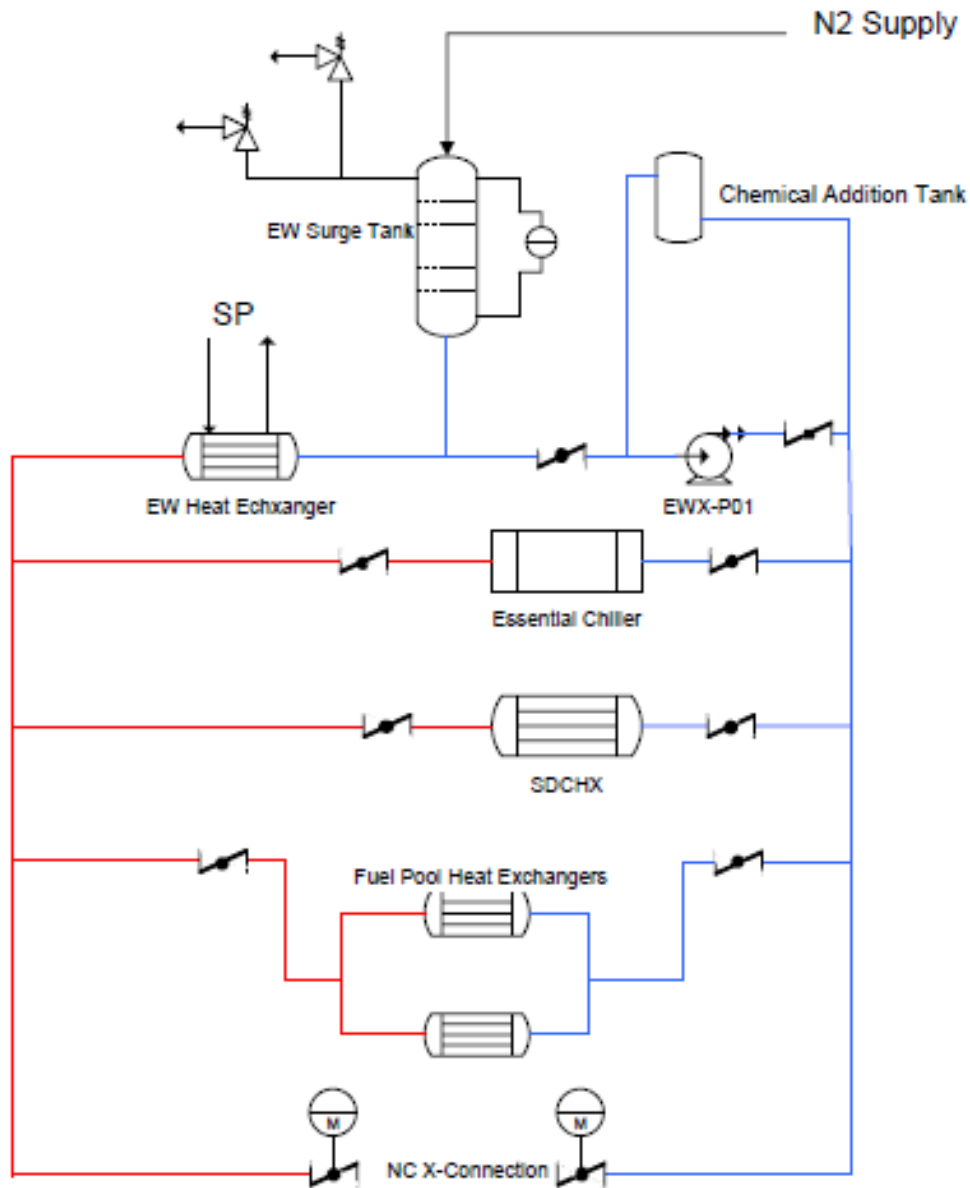 N2 Supply
Chemical Addition Tank
EW Surge Tank
SP
EW Heat Echxanger
EWX-P01
Essential Chiller
SDCHX
Fuel Pool Heat Exchangers
M
M
NC X-Connection